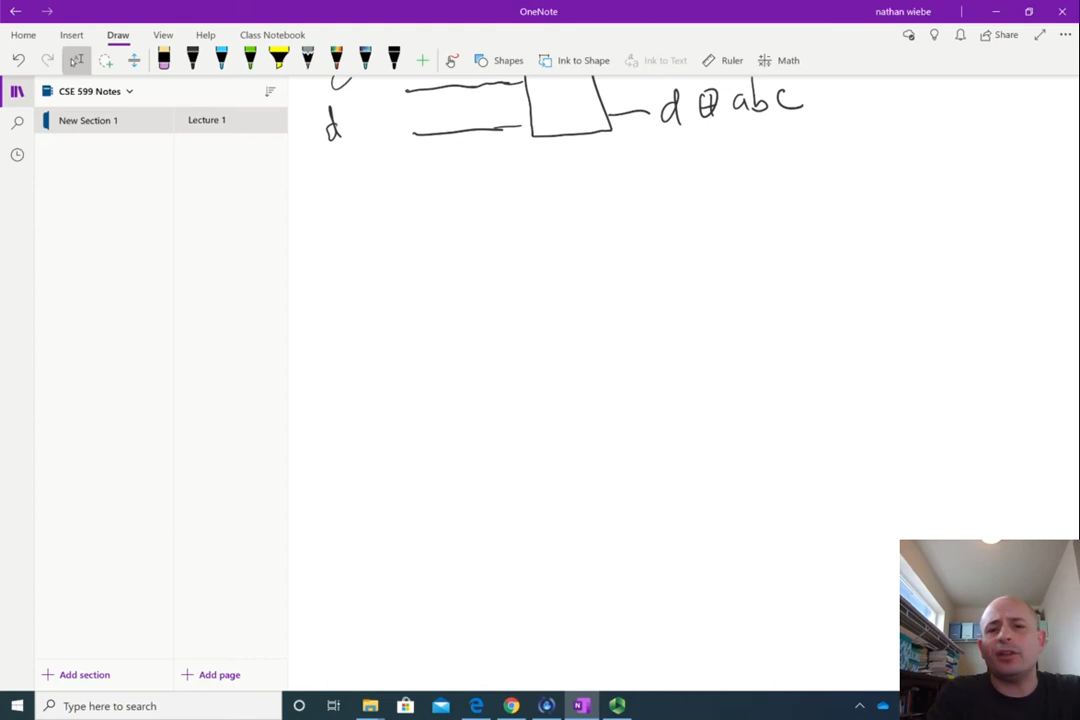 OneNote
nathan wiebe
Home Insert Draw View Help Class Notebook
Share
Shapes Ink to Shape Ink to Text Ruler Math
CSE 599 Notes
New Section 1 Lecture 1
d ⊕ abc
d
Add section Add page
Type here to search